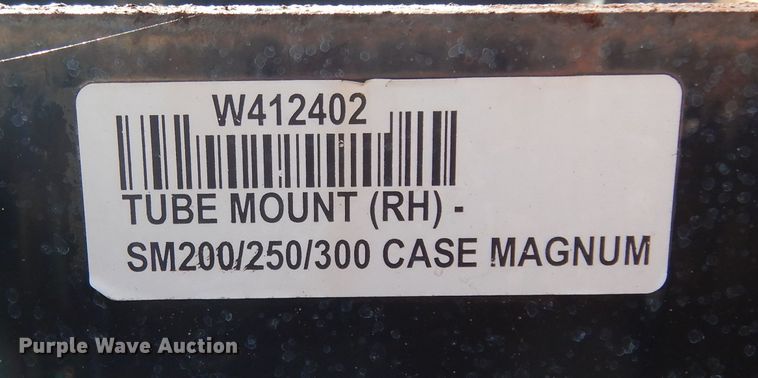 W412402
TUBE MOUNT (RH) -
SM200/250/300 CASE MAGNUM
Purple Wave Auction